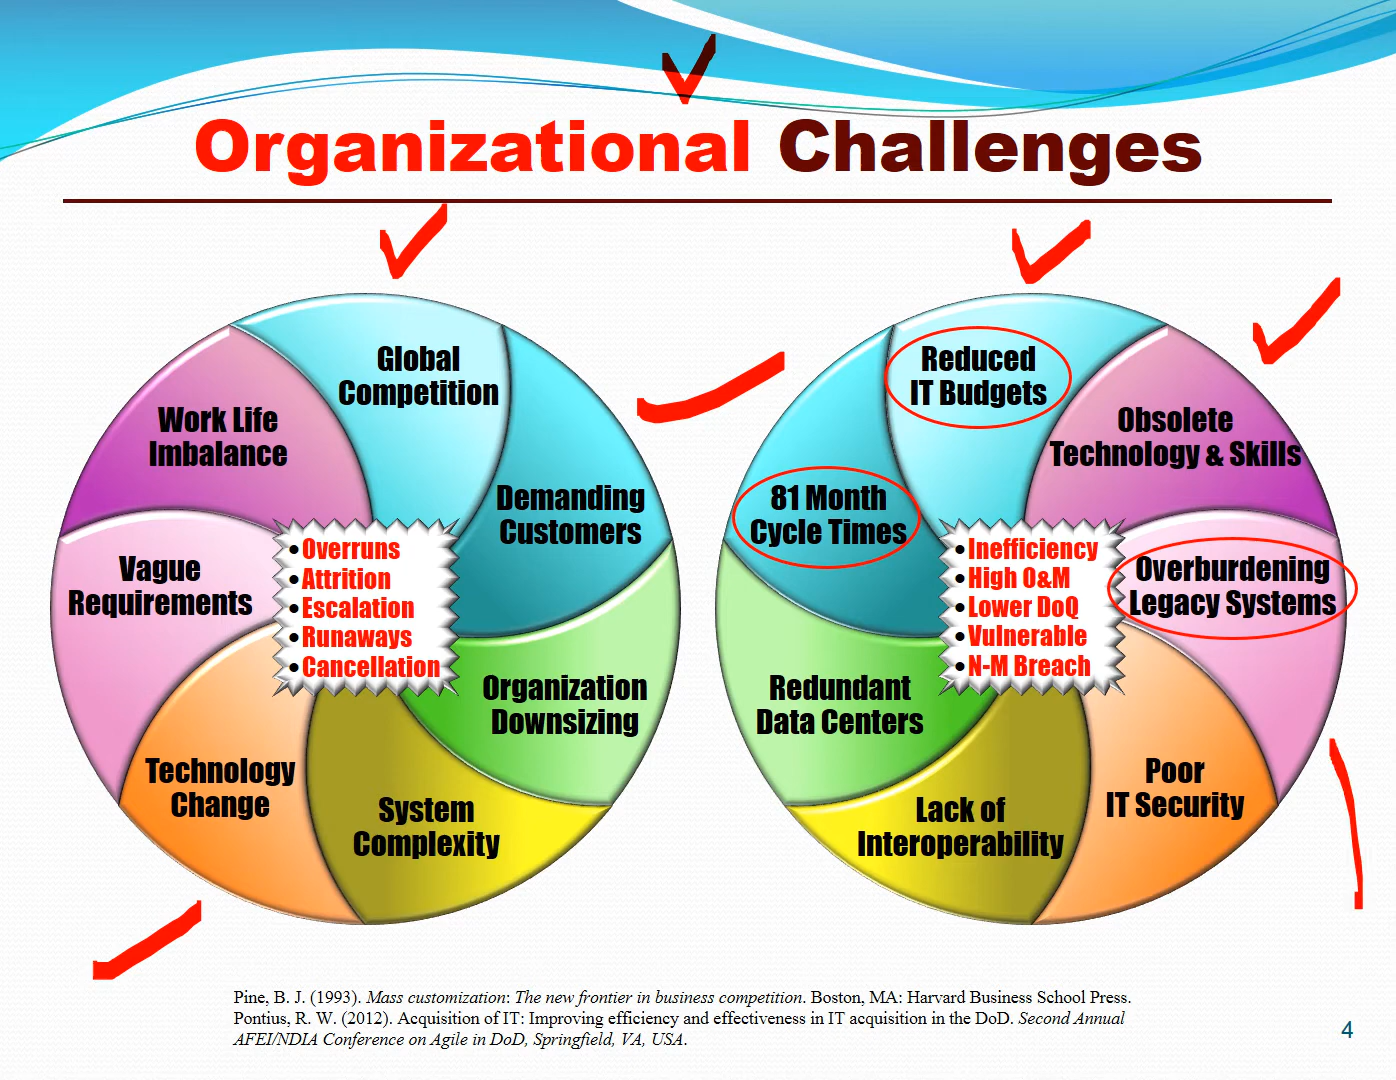 Organizational Challenges
Global
Competition
Demanding
Customers
Organization
Downsizing
System
Complexity
Technology
Change
Vague
Requirements
Work Life
Imbalance
•Overruns
•Attrition
•Escalation
•Runaways
•Cancellation
Reduced
IT Budgets
Obsolete
Technology & Skills
Overburdening
Legacy Systems
Poor
IT Security
Lack of
Interoperability
Redundant
Data Centers
81 Month
Cycle Times
•Inefficiency
•High O&M
•Lower DoQ
•Vulnerable
•N-M Breach
Pine, B. J. (1993). Mass customization: The new frontier in business competition. Boston, MA: Harvard Business School Press.
Pontius, R. W. (2012). Acquisition of IT: Improving efficiency and effectiveness in IT acquisition in the DoD. Second Annual
AFEI/NDIA Conference on Agile in DoD, Springfield, VA, USA.
4